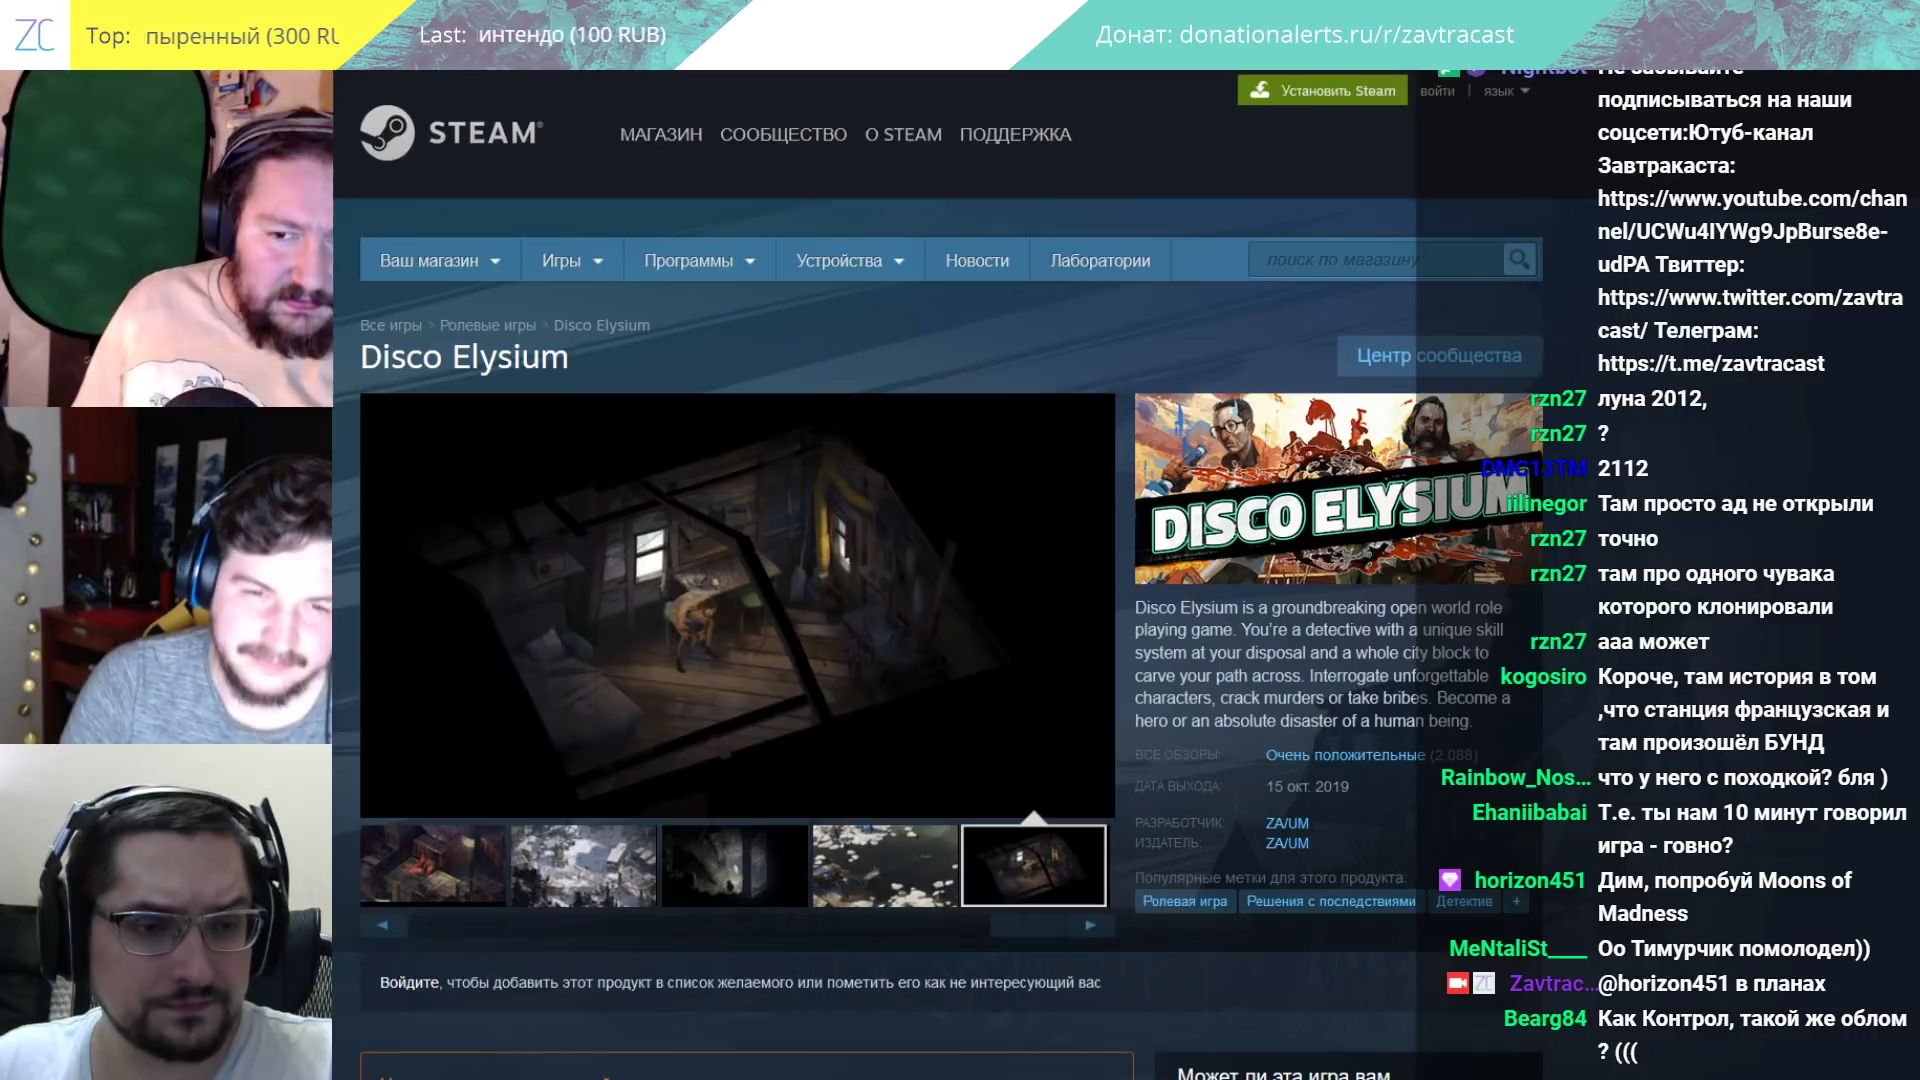 ZC
Top: пыренный (300 RU
Last: интендо (100 RUB)
Донат: donationalerts.ru/r/zavtracast
Установить Steam
войти
|
язык
STEAM®
МАГАЗИН СООБЩЕСТВО О STEAM ПОДДЕРЖКА
Ваш магазин
Игры
Программы
Устройства
Новости
Лаборатории
поиск по магазину
Все игры > Ролевые игры > Disco Elysium
Disco Elysium
Центр сообщества
DISCO ELYSIUM
Disco Elysium is a groundbreaking open world role
playing game. You're a detective with a unique skill
system at your disposal and a whole city block to
carve your path across. Interrogate unforgettable
characters, crack murders or take bribes. Become a
hero or an absolute disaster of a human being.
ВСЕ ОБЗОРЫ: Очень положительные (2,088)
ДАТА ВЫХОДА: 15 окт. 2019
РАЗРАБОТЧИК: ZA/UM
ИЗДАТЕЛЬ: ZA/UM
Популярные метки для этого продукта:
Ролевая игра Решения с последствиями Детектив +
Войдите, чтобы добавить этот продукт в список желаемого или пометить его как не интересующий вас
Может ли эта игра вам
Nightbot Не забывайте
подписываться на наши
соцсети:Ютуб-канал
Завтракаста:
https://www.youtube.com/chan
nel/UCWu4IYWg9JpBurse8e-
udPA Твиттер:
https://www.twitter.com/zavtra
cast/ Телеграм:
https://t.me/zavtracast
rzn27 луна 2012,
rzn27 ?
DMC13TM 2112
iilinegor Там просто ад не открыли
rzn27 точно
rzn27 там про одного чувака
которого клонировали
rzn27 ааа может
kogosiro Короче, там история в том
,что станция французская и
там произошёл БУНД
Rainbow_Nos... что у него с походкой? бля )
Ehaniibabai Т.е. ты нам 10 минут говорил
игра - говно?
horizon451 Дим, попробуй Moons of
Madness
MeNtaliSt____ Оо Тимурчик помолодел))
ZC Zavtrac... @horizon451 в планах
Bearg84 Как Контрол, такой же облом
? (((